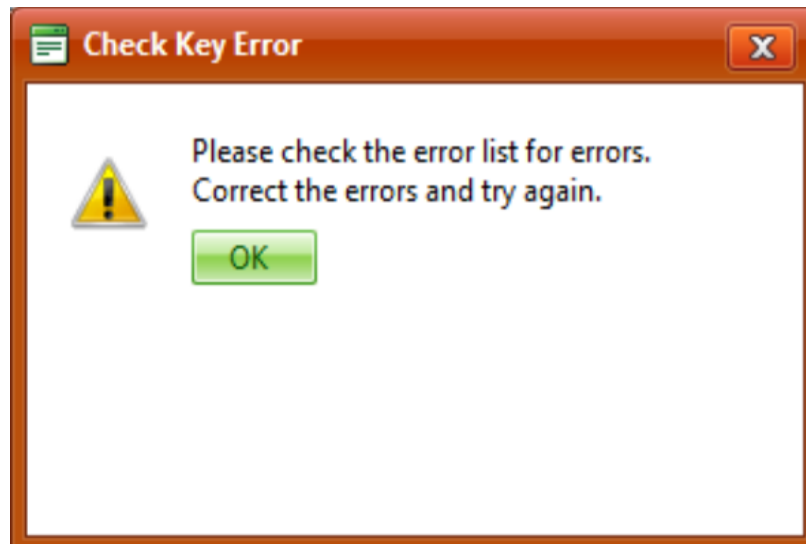 Check Key Error
Please check the error list for errors.
Correct the errors and try again.
OK